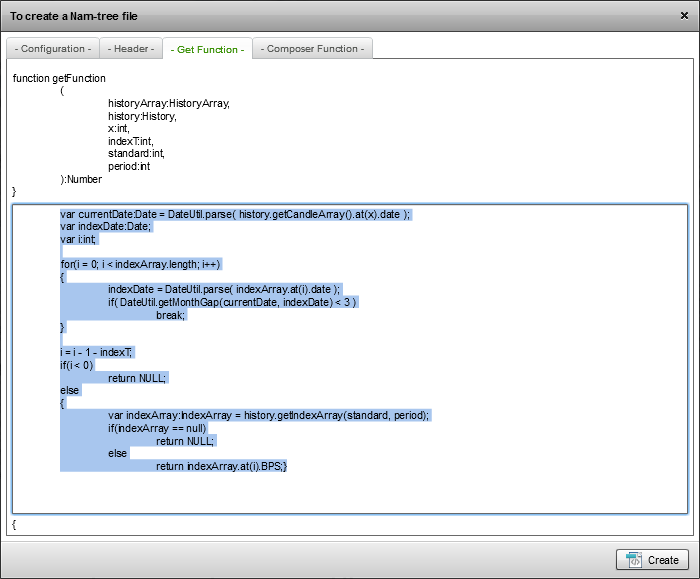 To create a Nam-tree file
- Configuration -
- Header -
- Get Function -
- Composer Function -
function getFunction
(
historyArray:HistoryArray,
history:History,
x:int,
indexT:int,
standard:int,
period:int
):Number
}
var currentDate:Date = DateUtil.parse( history.getCandleArray().at(x).date );
var indexDate:Date;
var i:int;
for(i = 0; i < indexArray.length; i++)
{
indexDate = DateUtil.parse( indexArray.at(i).date );
if( DateUtil.getMonthGap(currentDate, indexDate) < 3 )
break;
}
i = i - 1 - indexT;
if(i < 0)
return NULL;
else
{
var indexArray:IndexArray = history.getIndexArray(standard, period);
if(indexArray == null)
return NULL;
else
return indexArray.at(i).BPS;}
{
Create